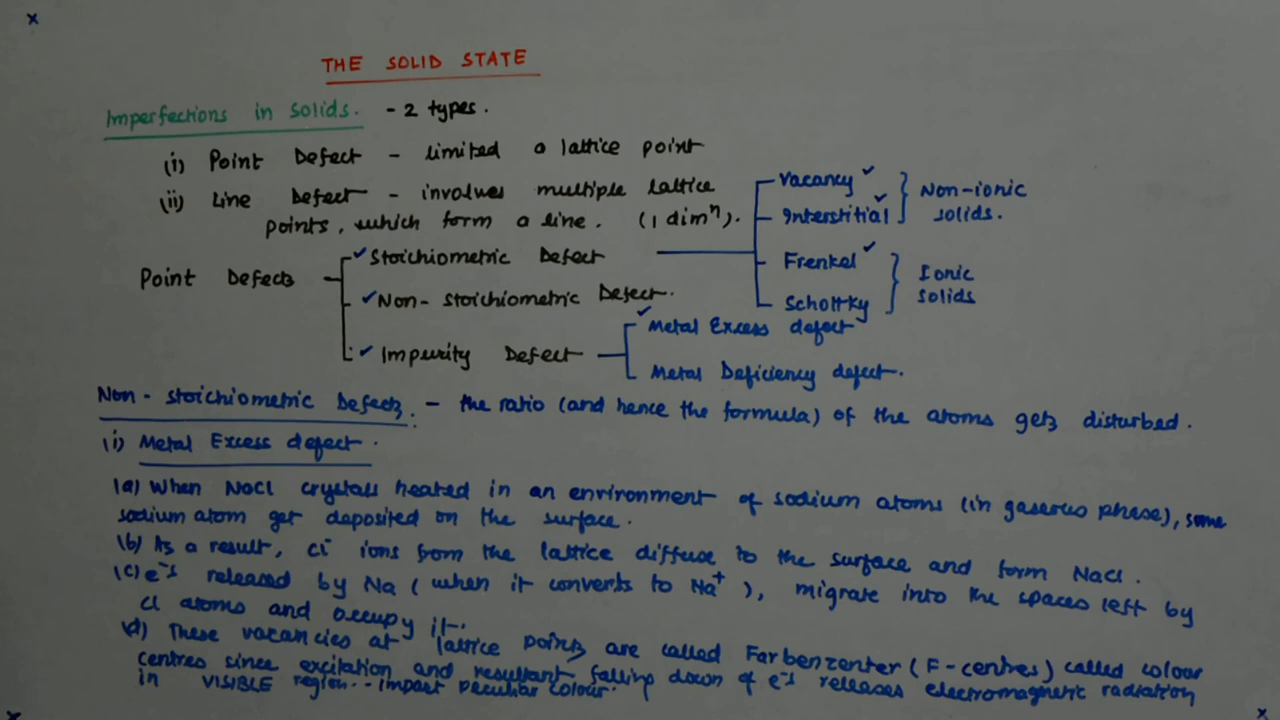 THE SOLID STATE
Imperfections in solids. - 2 types.
(i) Point Defect - limited a lattice point
(ii) Line Defect - involves multiple lattice
points, which form a line. (1 dimⁿ).
Vacancy ✓
Interstitial ✓
Non-ionic
solids.
Frenkel ✓
Schottky
Ionic
solids
Point Defects
✓ Stoichiometric Defect
✓ Non-Stoichiometric Defect.
✓ Impurity Defect
✓ Metal Excess defect
Metal Deficiency defect.
Non-stoichiometric Defects. - the ratio (and hence the formula) of the atoms gets disturbed.
(i) Metal Excess defect.
(a) When NaCl crystals heated in an environment of sodium atoms (in gaseous phase), some
sodium atom get deposited on the surface.
(b) As a result, Cl⁻ ions from the lattice diffuse to the surface and form NaCl.
(c) e⁻s released by Na (when it converts to Na⁺), migrate into the spaces left by
Cl atoms and occupy it.
(d) These vacancies at lattice points are called Farbenzenter (F-centres) called colour
centres since excitation and resultant falling down of e⁻s releases electromagnetic radiation
in VISIBLE region. - impart peculiar colour.